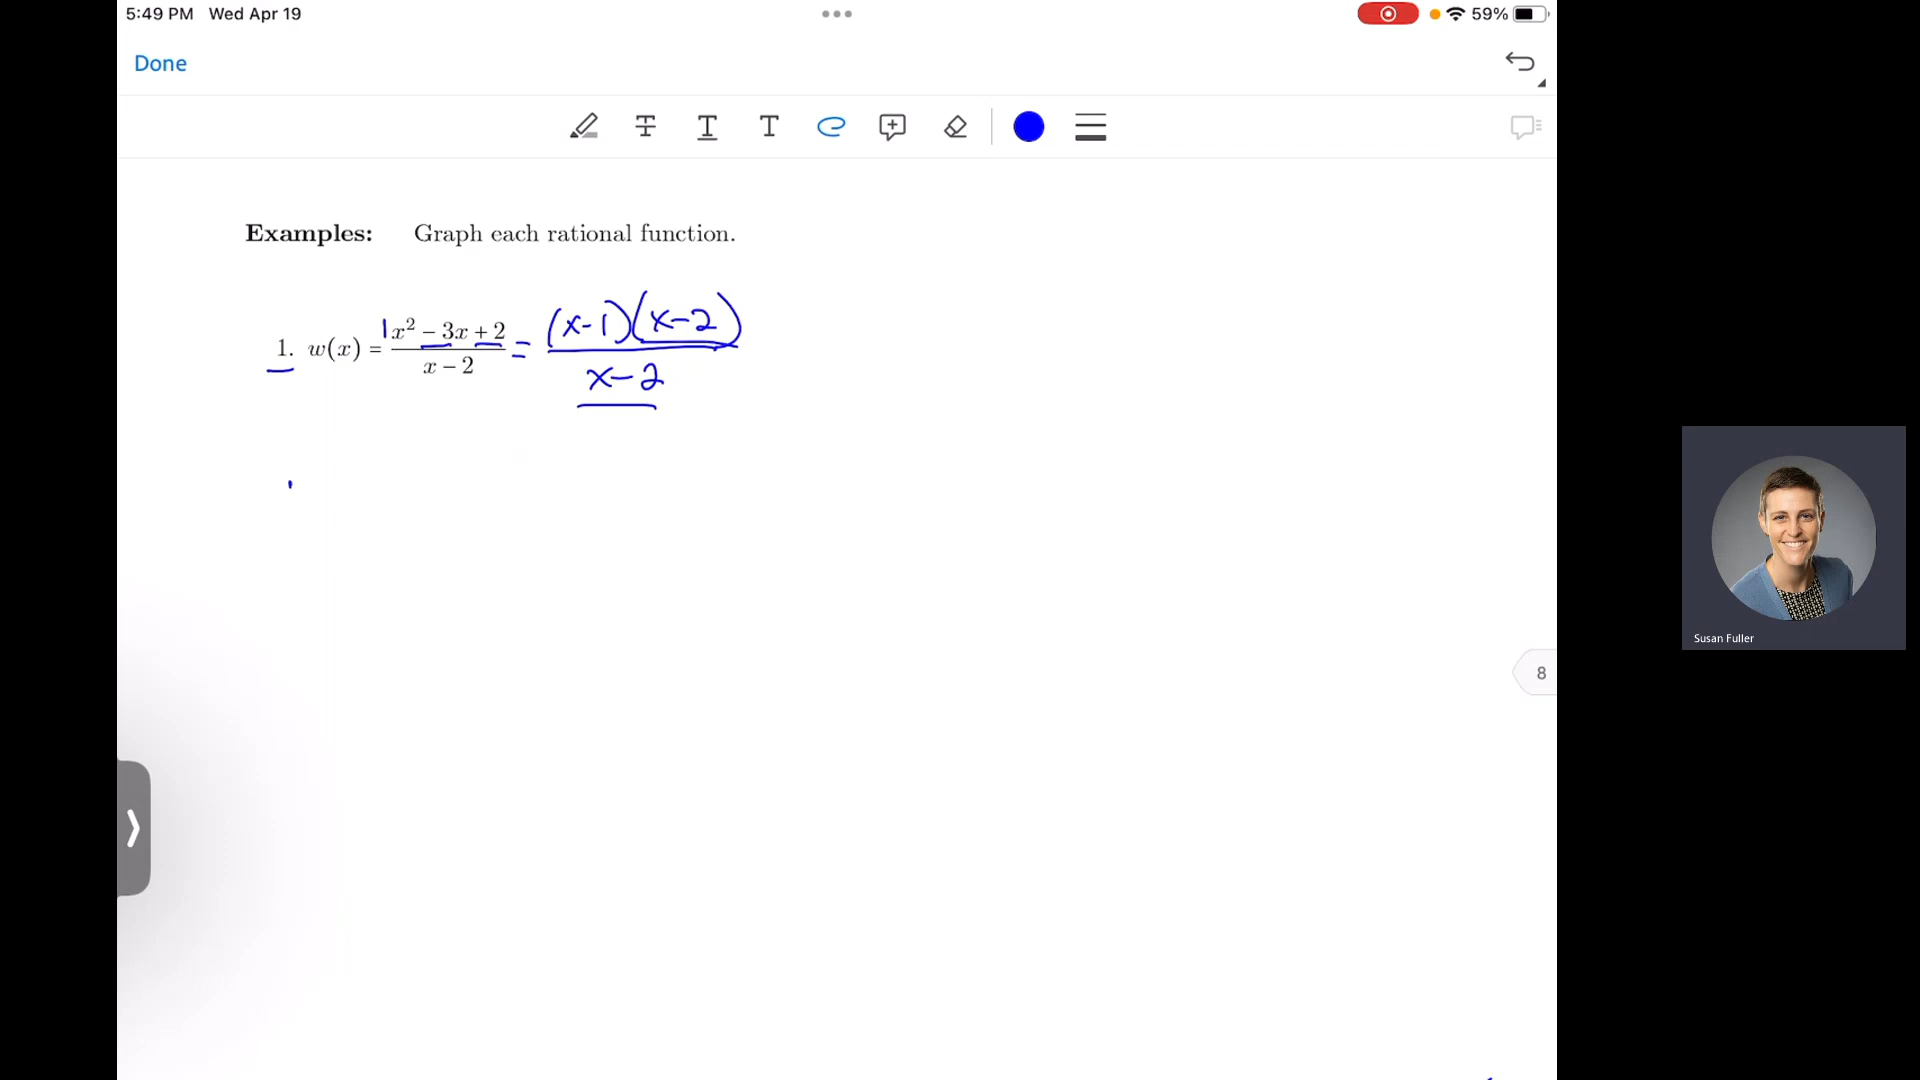 5:49 PM Wed Apr 19
59%
Done
T T T
Examples: Graph each rational function.
1. w(x) = (1x² − 3x + 2)/(x − 2) = ((x-1)(x-2))/(x-2)
8
Susan Fuller